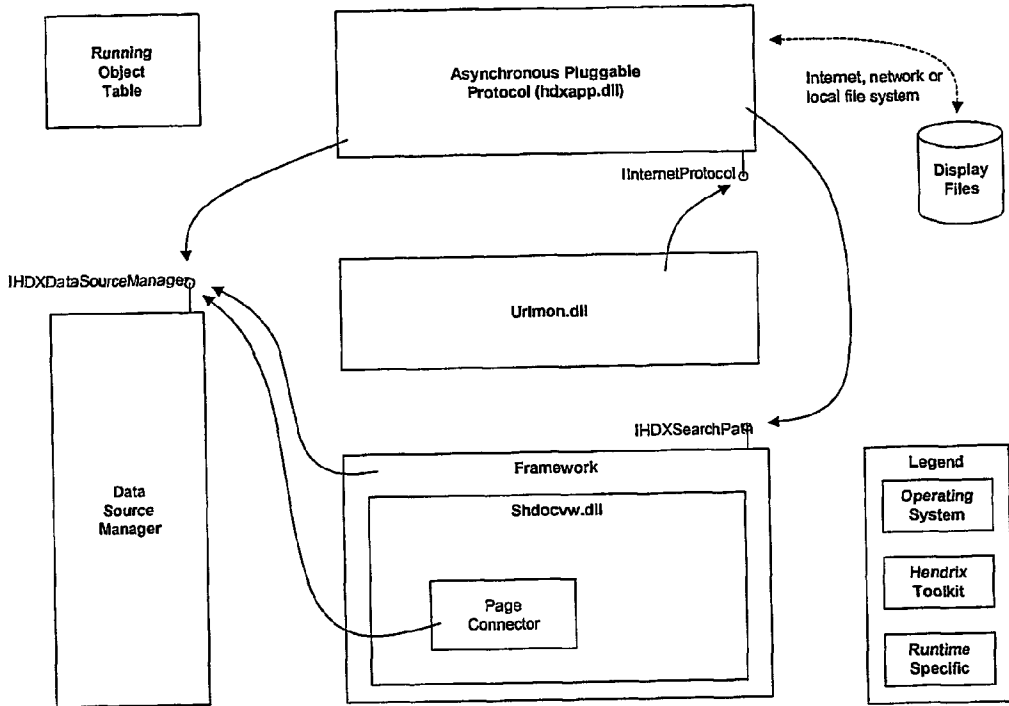 Running
Object
Table
Asynchronous Pluggable
Protocol (hdxapp.dll)
Internet, network or
local file system
Display
Files
IInternetProtocol
IHDXDataSourceManager
Urlmon.dll
IHDXSearchPath
Framework
Shdocvw.dll
Data
Source
Manager
Page
Connector
Legend
Operating
System
Hendrix
Toolkit
Runtime
Specific